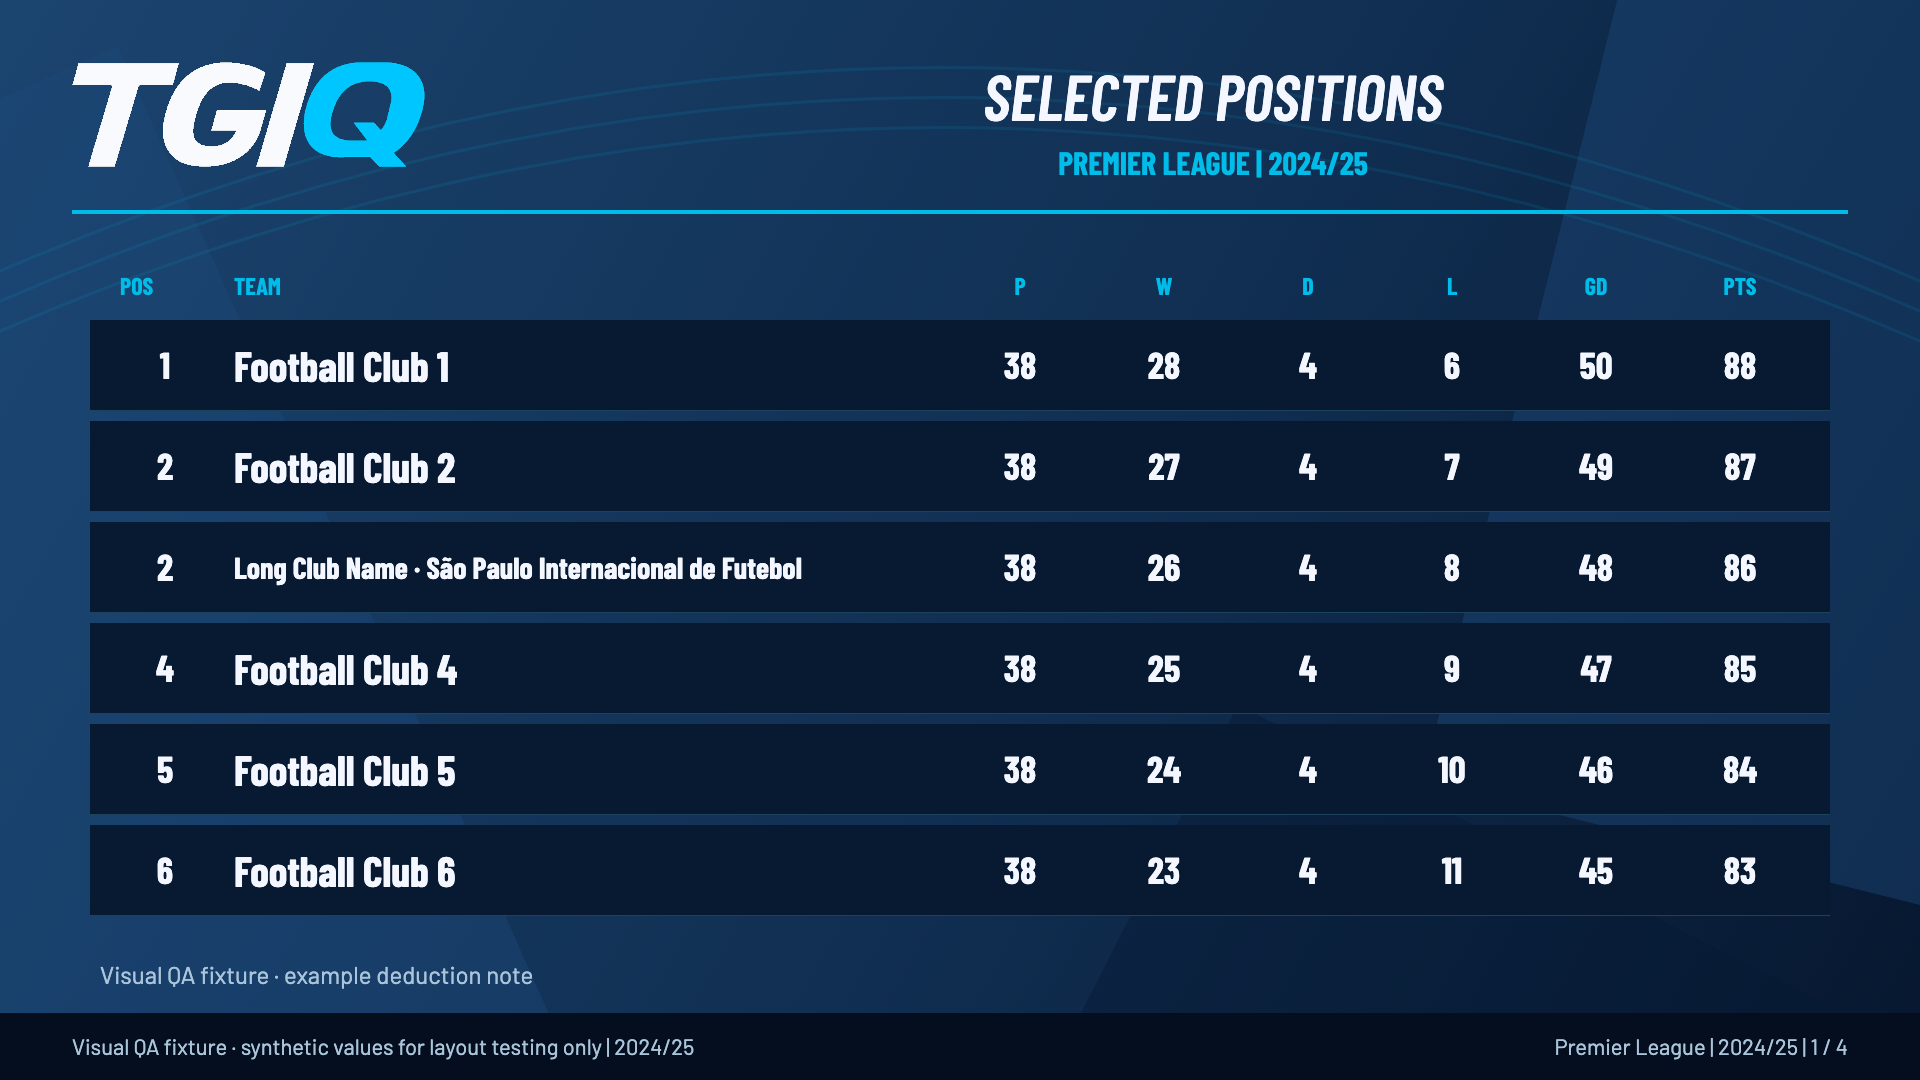 TGIQ
SELECTED POSITIONS
PREMIER LEAGUE | 2024/25
POS TEAM P W D L GD PTS
1 Football Club 1 38 28 4 6 50 88
2 Football Club 2 38 27 4 7 49 87
2 Long Club Name · São Paulo Internacional de Futebol 38 26 4 8 48 86
4 Football Club 4 38 25 4 9 47 85
5 Football Club 5 38 24 4 10 46 84
6 Football Club 6 38 23 4 11 45 83
Visual QA fixture · example deduction note
Visual QA fixture · synthetic values for layout testing only | 2024/25
Premier League | 2024/25 | 1 / 4